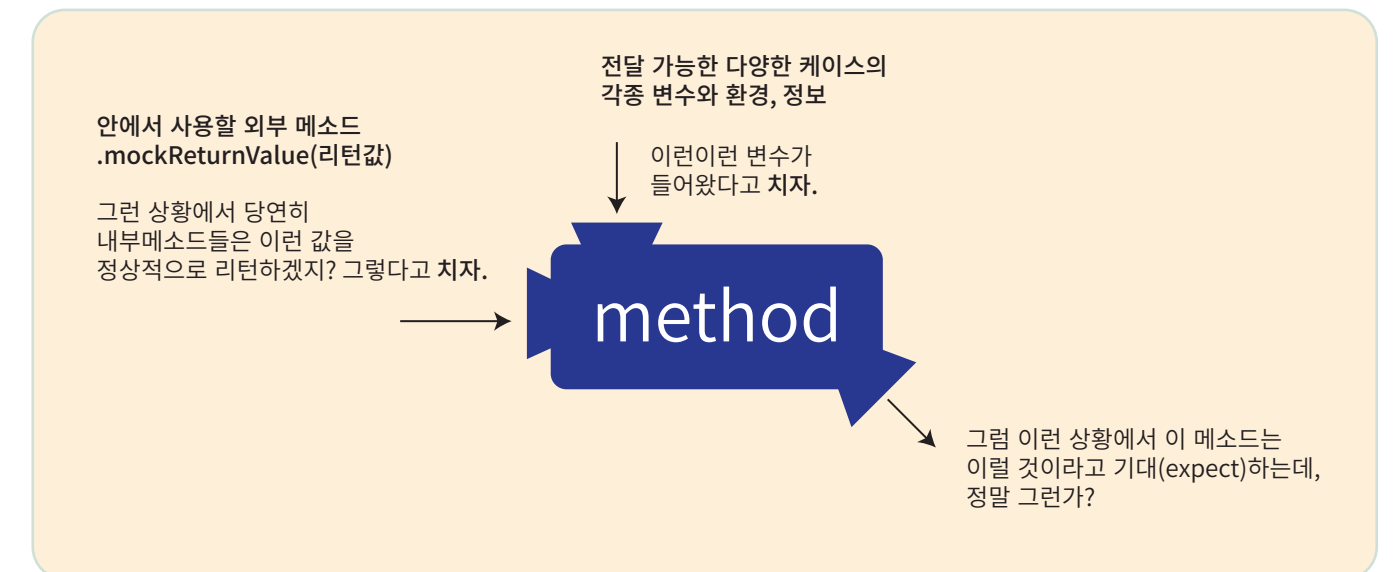 전달 가능한 다양한 케이스의
각종 변수와 환경, 정보
안에서 사용할 외부 메소드
.mockReturnValue(리턴값)
이런이런 변수가
들어왔다고 치자.
그런 상황에서 당연히
내부메소드들은 이런 값을
정상적으로 리턴하겠지? 그렇다고 치자.
method
그럼 이런 상황에서 이 메소드는
이럴 것이라고 기대(expect)하는데,
정말 그런가?